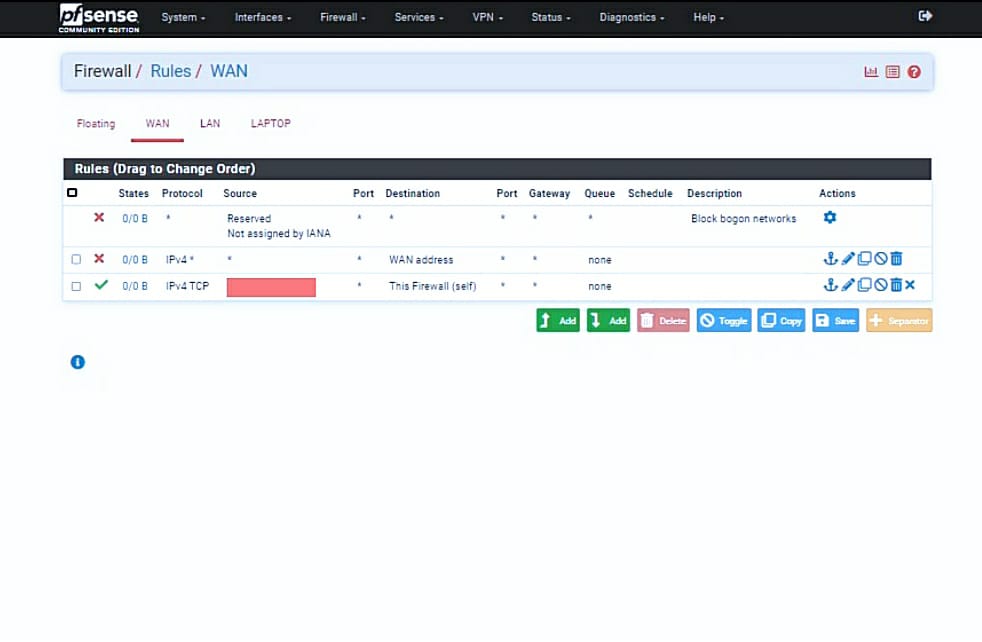 pfsense
COMMUNITY EDITION
System Interfaces Firewall Services VPN Status Diagnostics Help
Firewall / Rules / WAN
Floating WAN LAN LAPTOP
Rules (Drag to Change Order)
States Protocol Source Port Destination Port Gateway Queue Schedule Description Actions
0/0 B * Reserved * * * * * Block bogon networks
Not assigned by IANA
0/0 B IPv4 * * * WAN address * * none
0/0 B IPv4 TCP * This Firewall (self) * * none
Add Add Delete Toggle Copy Save Separator